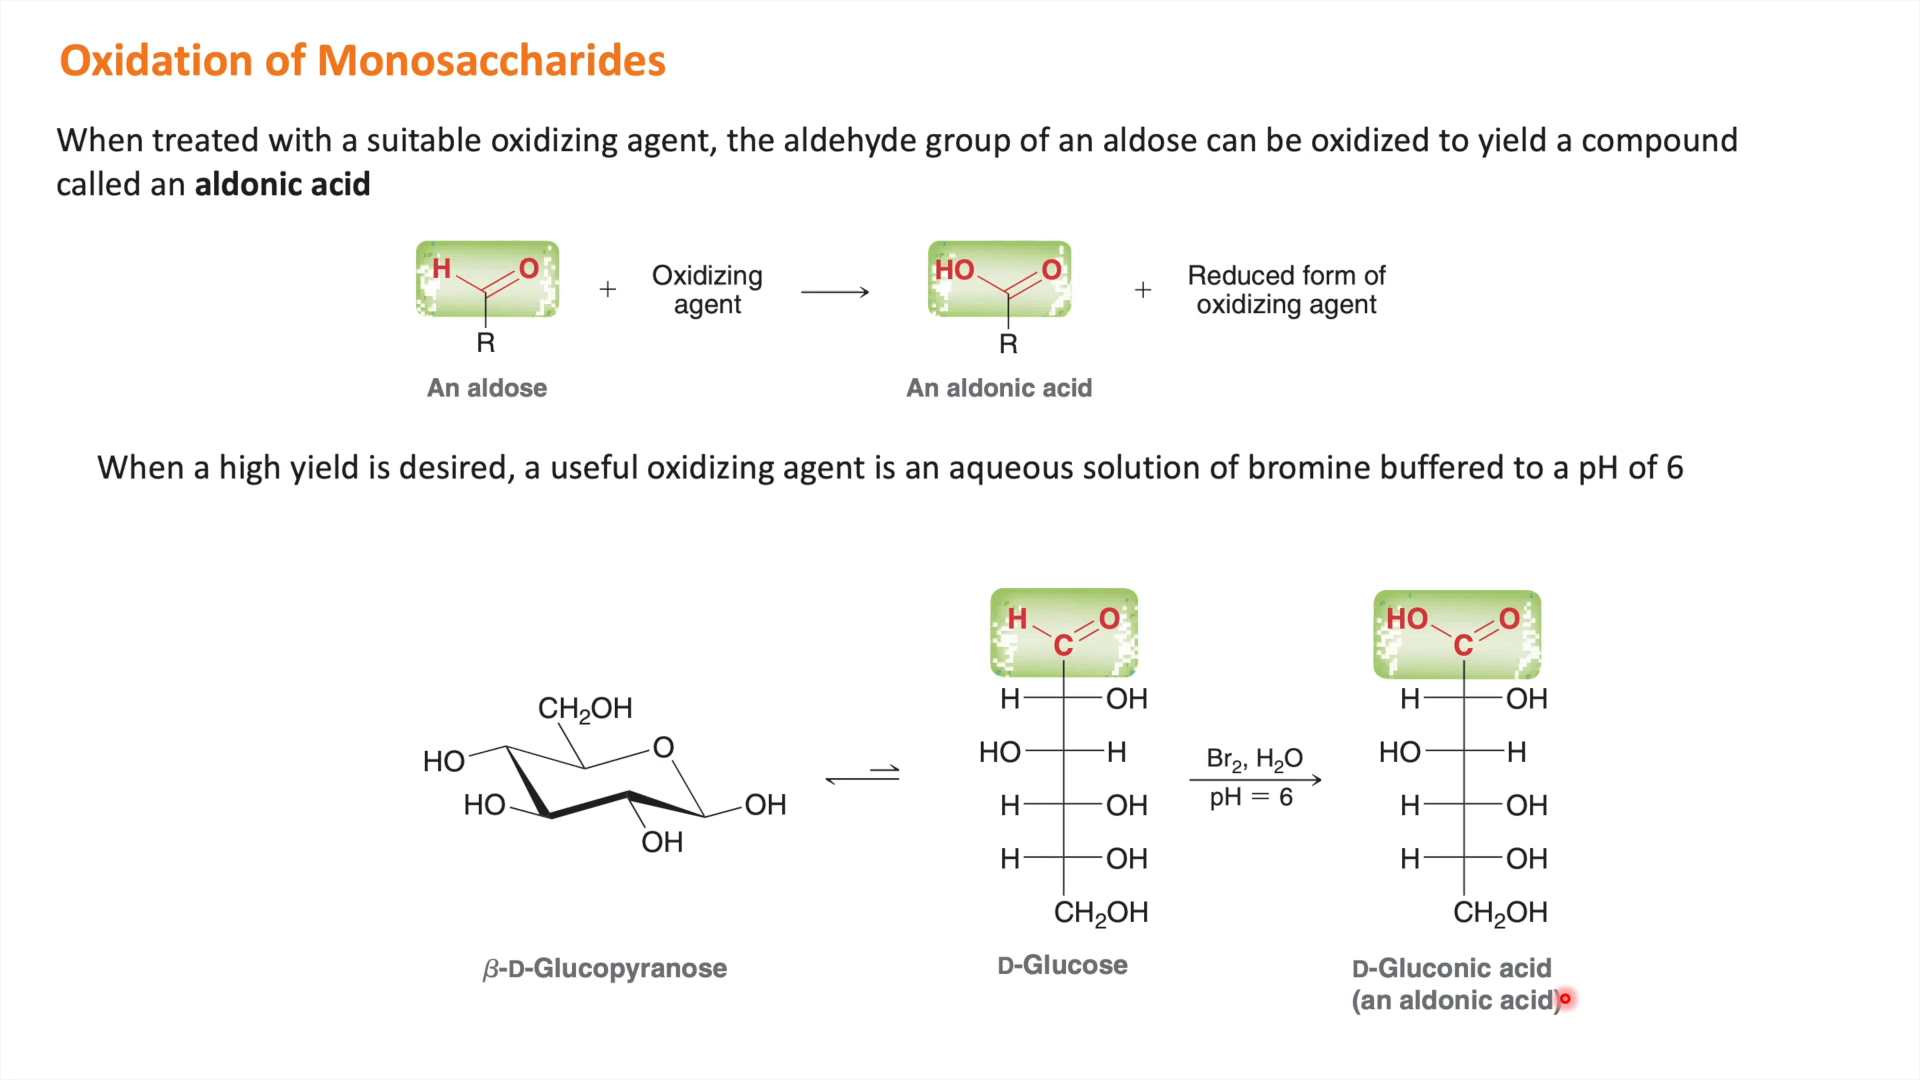 Oxidation of Monosaccharides
When treated with a suitable oxidizing agent, the aldehyde group of an aldose can be oxidized to yield a compound
called an aldonic acid
H O
R
An aldose
+
Oxidizing
agent
HO O
R
An aldonic acid
+
Reduced form of
oxidizing agent
When a high yield is desired, a useful oxidizing agent is an aqueous solution of bromine buffered to a pH of 6
CH₂OH
HO O
HO OH
OH
β-D-Glucopyranose
H O
C
H OH
HO H
H OH
H OH
CH₂OH
D-Glucose
Br₂, H₂O
pH = 6
HO O
C
H OH
HO H
H OH
H OH
CH₂OH
D-Gluconic acid
(an aldonic acid)